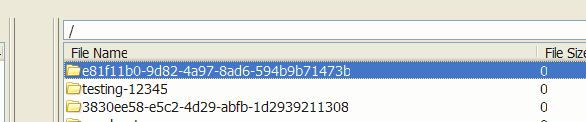 /
File Name File Size
e81f11b0-9d82-4a97-8ad6-594b9b71473b 0
testing-12345 0
3830ee58-e5c2-4d29-abfb-1d2939211308 0